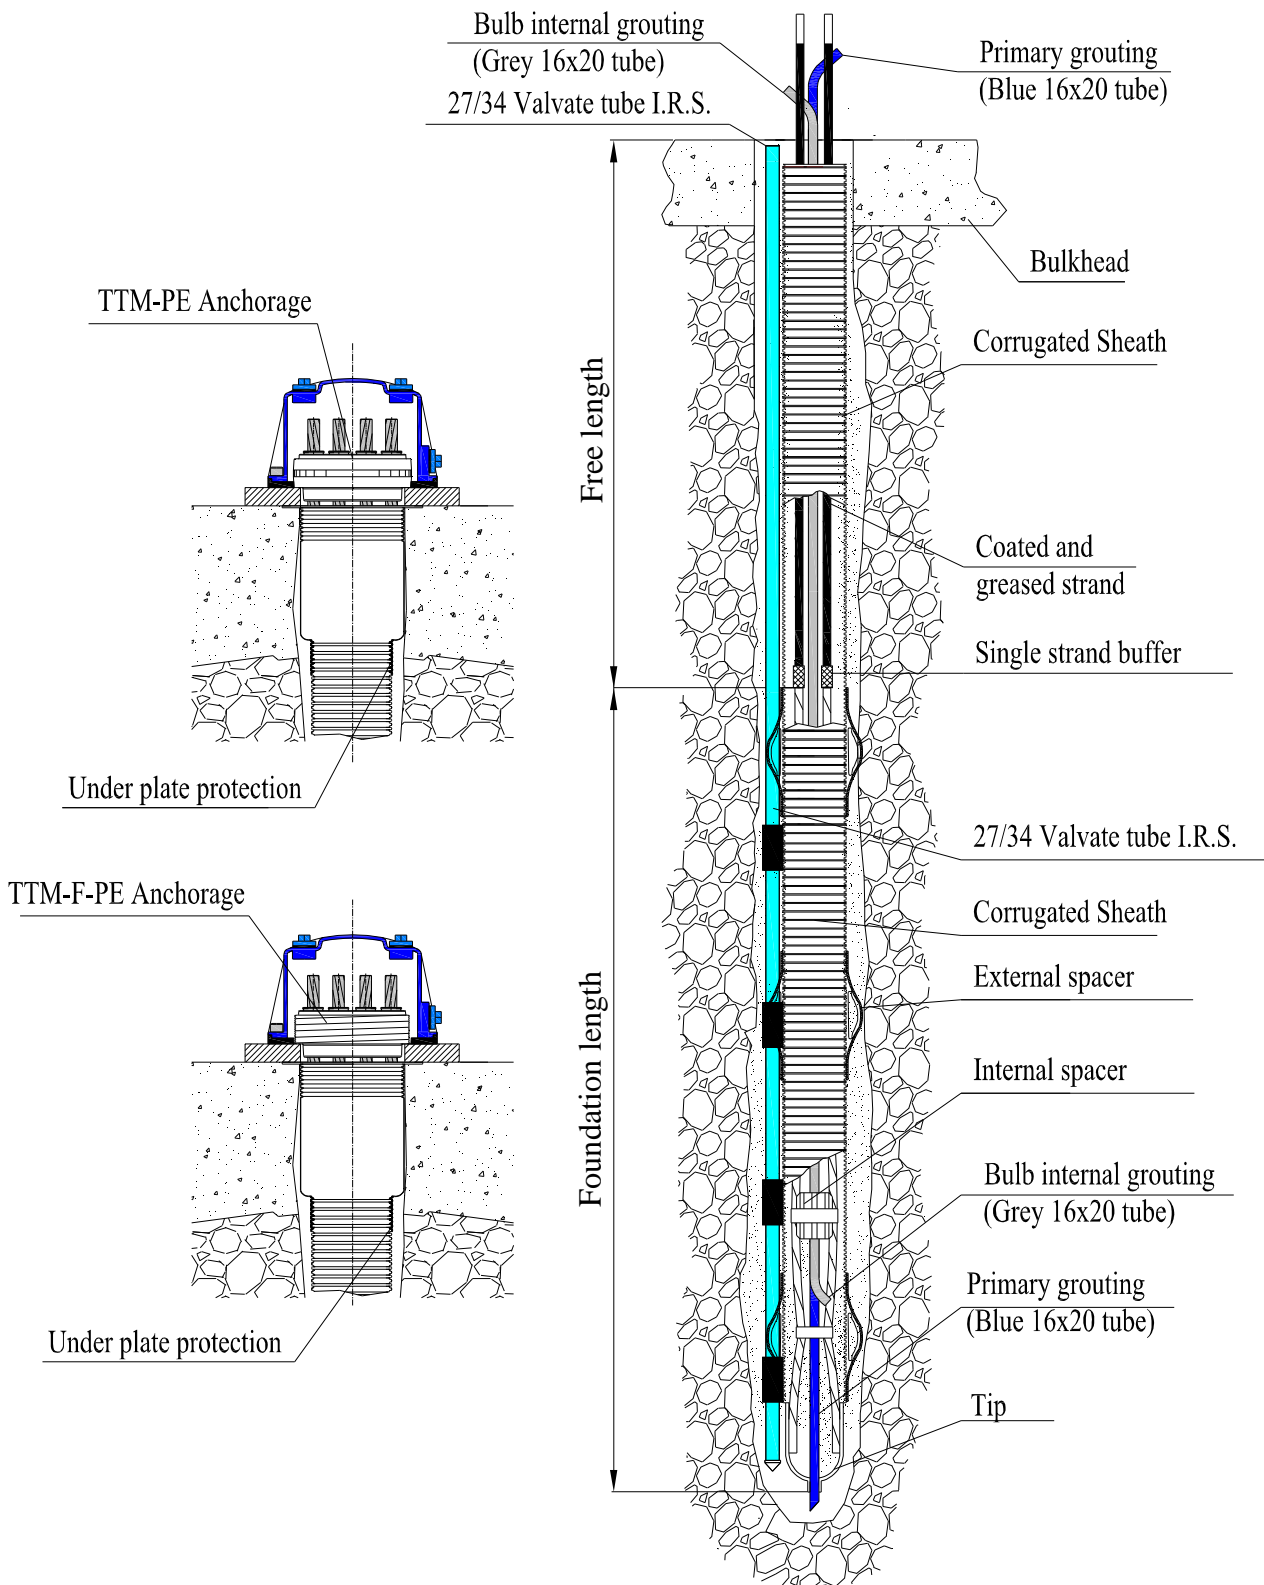 Bulb internal grouting
(Grey 16x20 tube)
27/34 Valvate tube I.R.S.
Primary grouting
(Blue 16x20 tube)
Bulkhead
TTM-PE Anchorage
Corrugated Sheath
Free length
Coated and
greased strand
Single strand buffer
Under plate protection
27/34 Valvate tube I.R.S.
TTM-F-PE Anchorage
Corrugated Sheath
External spacer
Foundation length
Internal spacer
Bulb internal grouting
(Grey 16x20 tube)
Primary grouting
(Blue 16x20 tube)
Under plate protection
Tip